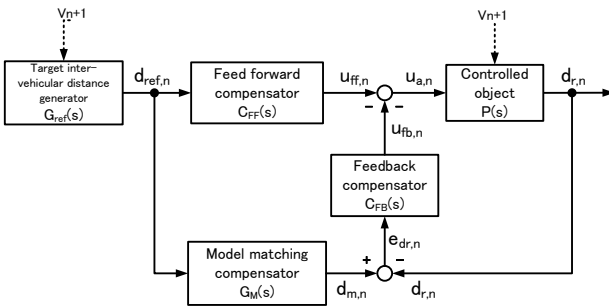 Vn+1
Vn+1
Target inter-
vehicular distance
generator
Gref(s)
dref,n
Feed forward
compensator
CFF(s)
uff,n
− −
ua,n
Controlled
object
P(s)
dr,n
ufb,n
Feedback
compensator
CFB(s)
edr,n
Model matching
compensator
GM(s)
+ −
dm,n
dr,n